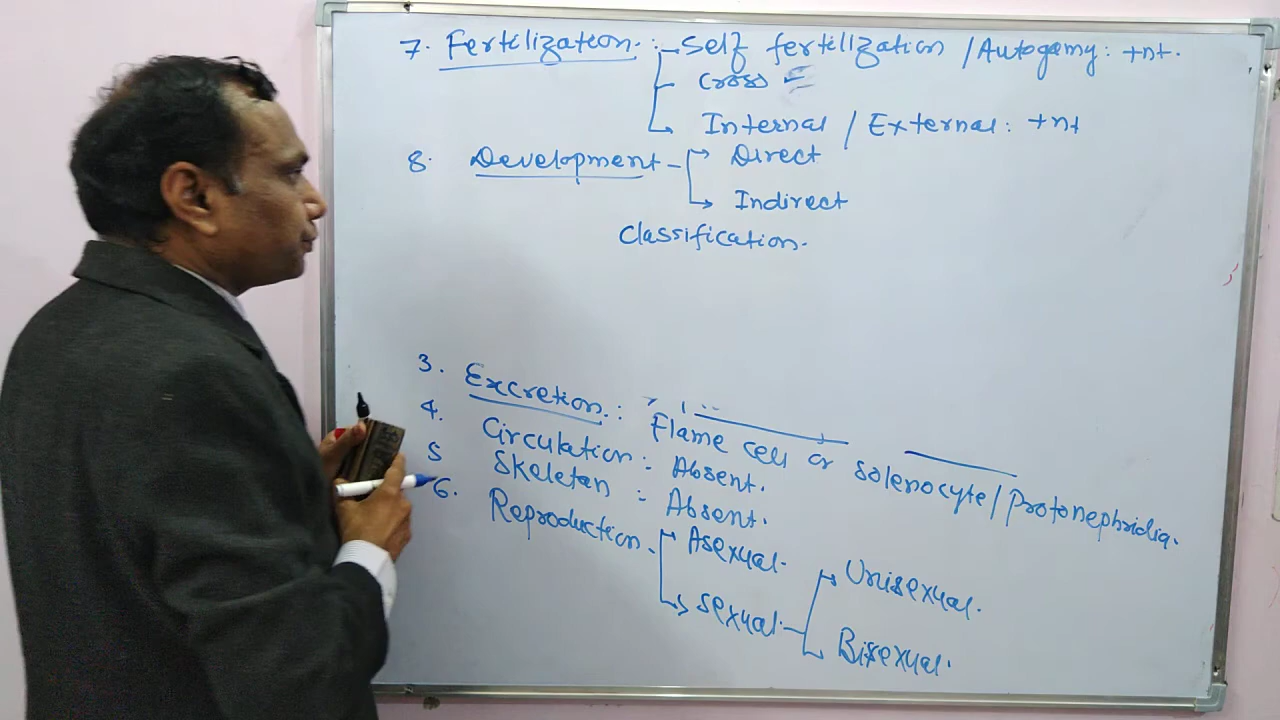 7. Fertilization : Self fertilization / Autogamy : +nt.
Cross
Internal / External : +nt
8. Development - Direct
Indirect
Classification.
3. Excretion : Flame cell or solenocyte / Protonephridia.
4. Circulation : Absent.
5 Skeletan : Absent.
6. Reproduction. Asexual.
Sexual. Unisexual.
Bisexual.